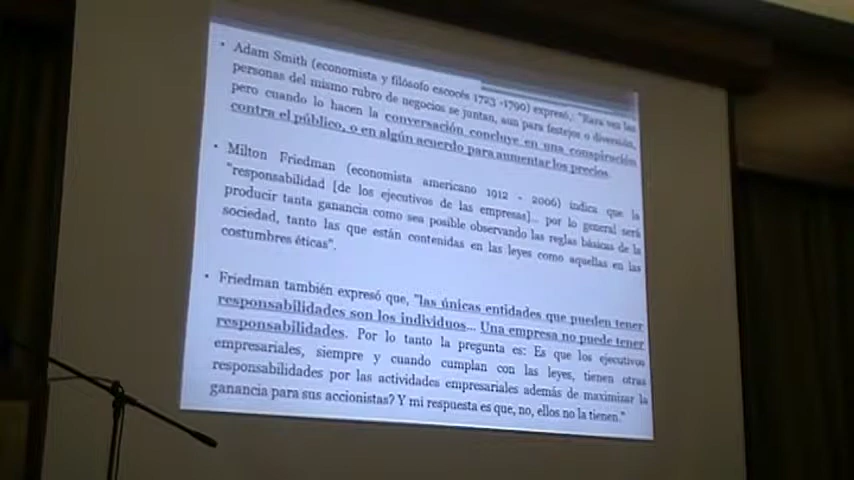 • Adam Smith (economista y filósofo escocés 1723 -1790) expresó, "Rara vez las
personas del mismo rubro de negocios se juntan, aun para festejos o diversión,
pero cuando lo hacen la conversación concluye en una conspiración
contra el público, o en algún acuerdo para aumentar los precios.
• Milton Friedman (economista americano 1912 - 2006) indica que la
"responsabilidad [de los ejecutivos de las empresas]... por lo general será
producir tanta ganancia como sea posible observando las reglas básicas de la
sociedad, tanto las que están contenidas en las leyes como aquellas en las
costumbres éticas".
• Friedman también expresó que, "las únicas entidades que pueden tener
responsabilidades son los individuos... Una empresa no puede tener
responsabilidades. Por lo tanto la pregunta es: Es que los ejecutivos
empresariales, siempre y cuando cumplan con las leyes, tienen otras
responsabilidades por las actividades empresariales además de maximizar la
ganancia para sus accionistas? Y mi respuesta es que, no, ellos no la tienen."